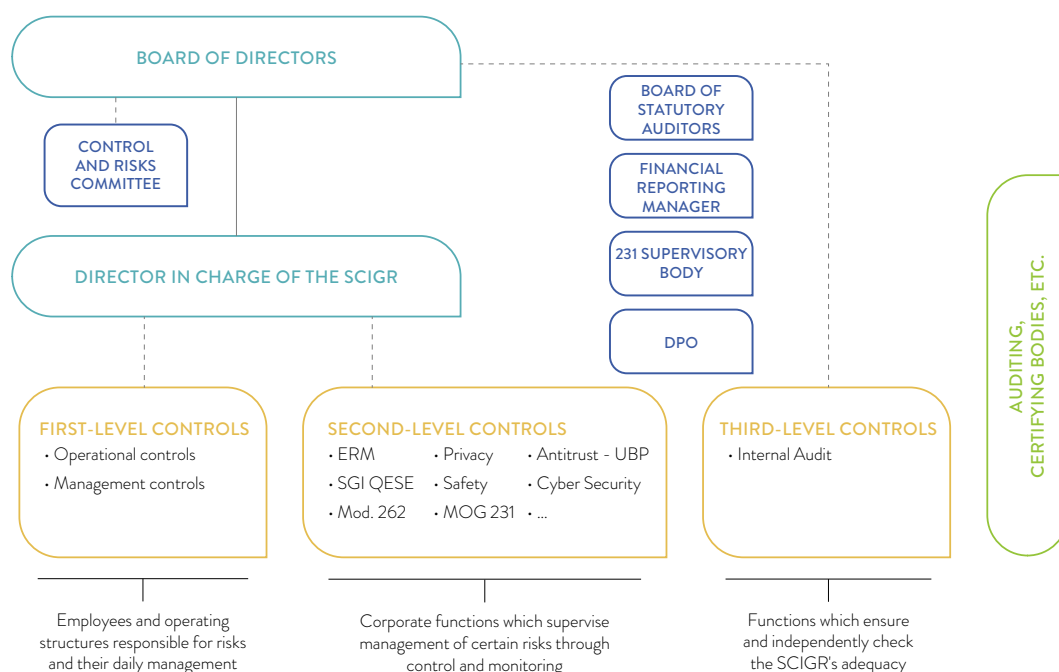 BOARD OF DIRECTORS
CONTROL
AND RISKS
COMMITTEE
BOARD OF
STATUTORY
AUDITORS
FINANCIAL
REPORTING
MANAGER
231 SUPERVISORY
BODY
DPO
DIRECTOR IN CHARGE OF THE SCIGR
FIRST-LEVEL CONTROLS
• Operational controls
• Management controls
SECOND-LEVEL CONTROLS
• ERM • Privacy • Antitrust - UBP
• SGI QESE • Safety • Cyber Security
• Mod. 262 • MOG 231 • ...
THIRD-LEVEL CONTROLS
• Internal Audit
AUDITING,
CERTIFYING BODIES, ETC.
Employees and operating
structures responsible for risks
and their daily management
Corporate functions which supervise
management of certain risks through
control and monitoring
Functions which ensure
and independently check
the SCIGR's adequacy